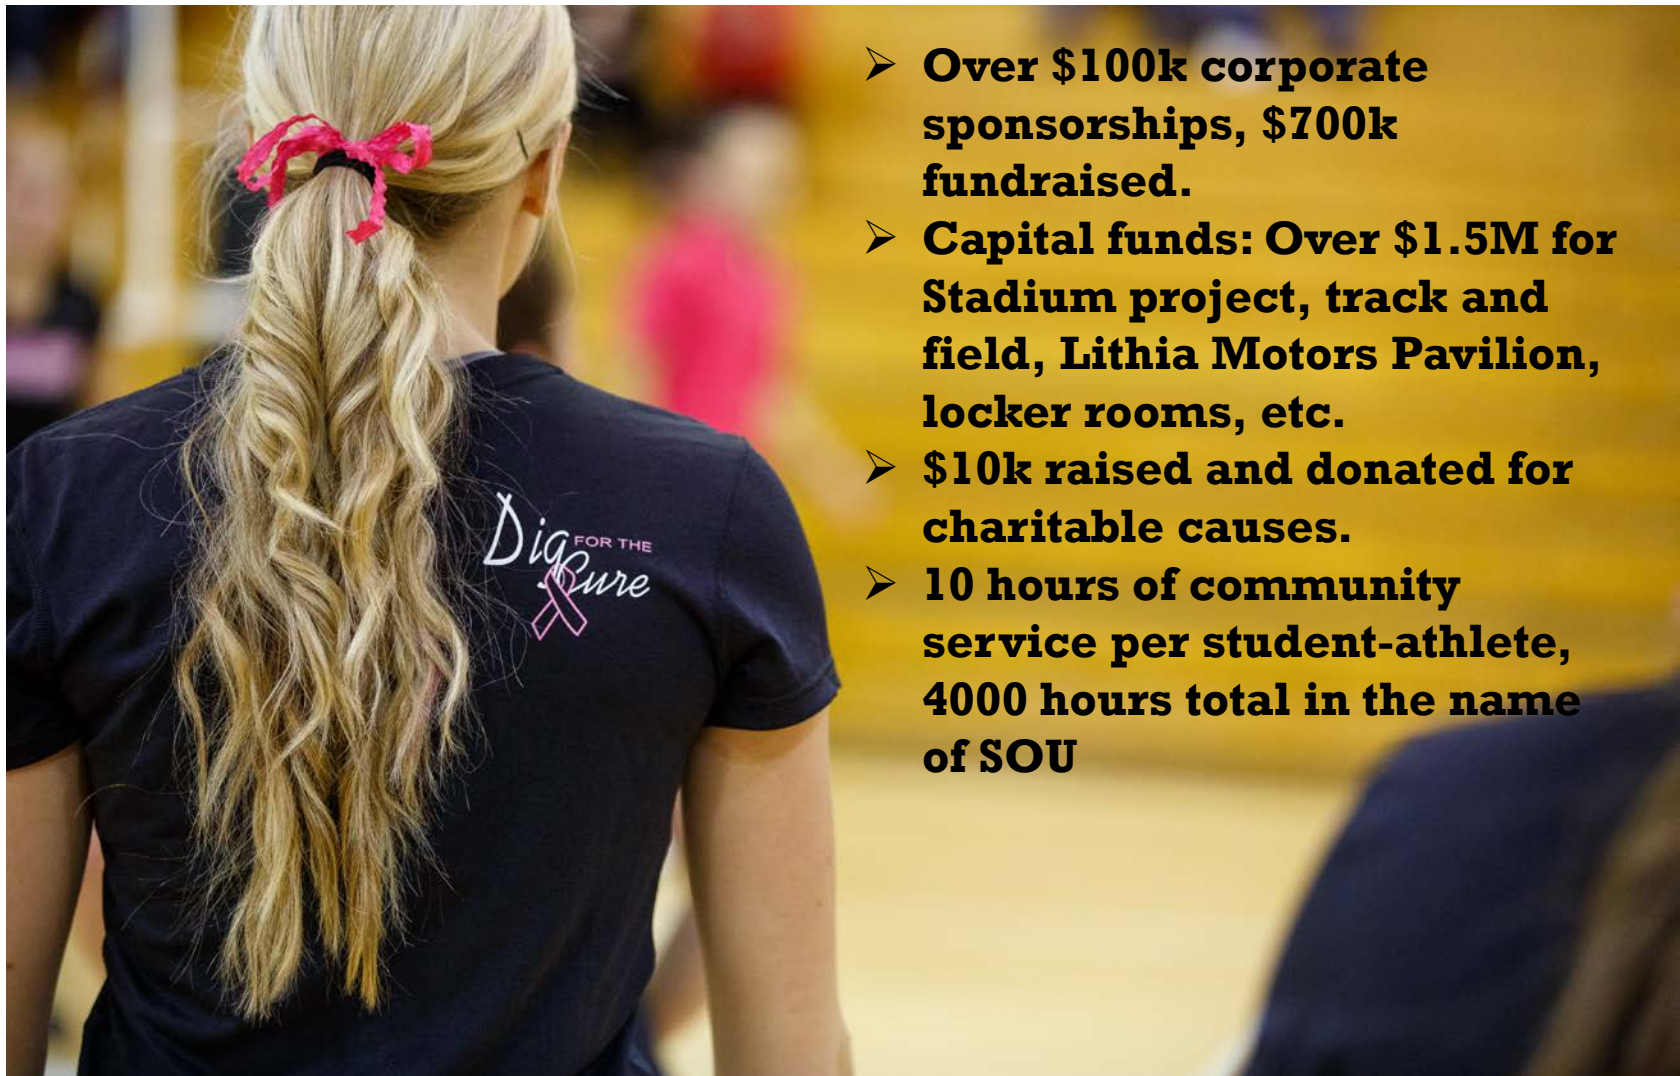 ➢ Over $100k corporate
sponsorships, $700k
fundraised.
➢ Capital funds: Over $1.5M for
Stadium project, track and
field, Lithia Motors Pavilion,
locker rooms, etc.
➢ $10k raised and donated for
charitable causes.
➢ 10 hours of community
service per student-athlete,
4000 hours total in the name
of SOU
Dig FOR THE
Cure